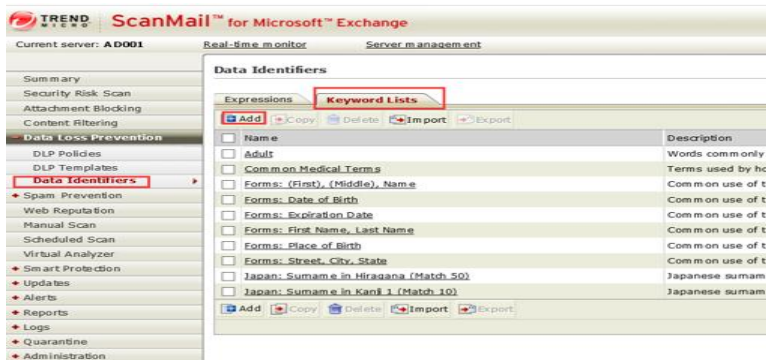 TREND MICRO ScanMail™ for Microsoft™ Exchange
Current server: AD001 Real-time monitor Server management
Data Identifiers
Summary
Security Risk Scan
Attachment Blocking
Content Filtering
Data Loss Prevention
DLP Policies
DLP Templates
Data Identifiers
Spam Prevention
Web Reputation
Manual Scan
Scheduled Scan
Virtual Analyzer
Smart Protection
Updates
Alerts
Reports
Logs
Quarantine
Administration
Expressions Keyword Lists
Add Copy Delete Import Export
Name Description
Adult Words commonly
Common Medical Terms Terms used by ho
Forms: (First), (Middle), Name Common use of t
Forms: Date of Birth Common use of t
Forms: Expiration Date Common use of t
Forms: First Name, Last Name Common use of t
Forms: Place of Birth Common use of t
Forms: Street, City, State Common use of t
Japan: Surname in Hiragana (Match 50) Japanese surnam
Japan: Surname in Kanji 1 (Match 10) Japanese surnam
Add Copy Delete Import Export